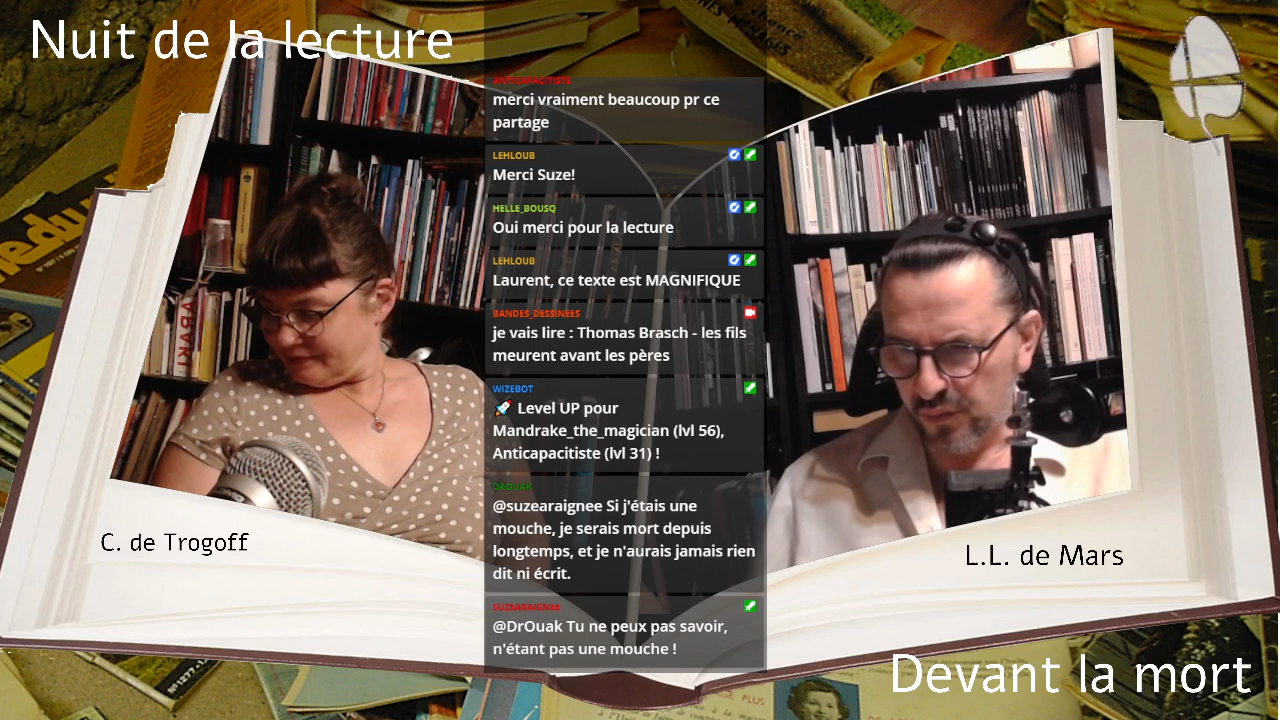 Nuit de la lecture
ANTICAPACITISTE
merci vraiment beaucoup pr ce
partage
LEHLOUB
Merci Suze!
HELLE_BOUSQ
Oui merci pour la lecture
LEHLOUB
Laurent, ce texte est MAGNIFIQUE
BANDES_DESSINÉES
je vais lire : Thomas Brasch - les fils
meurent avant les pères
WIZEBOT
🚀 Level UP pour
Mandrake_the_magician (lvl 56),
Anticapacitiste (lvl 31) !
DROUAK
@suzearaignee Si j'étais une
mouche, je serais mort depuis
longtemps, et je n'aurais jamais rien
dit ni écrit.
SUZEARAIGNEE
@DrOuak Tu ne peux pas savoir,
n'étant pas une mouche !
C. de Trogoff
L.L. de Mars
Devant la mort